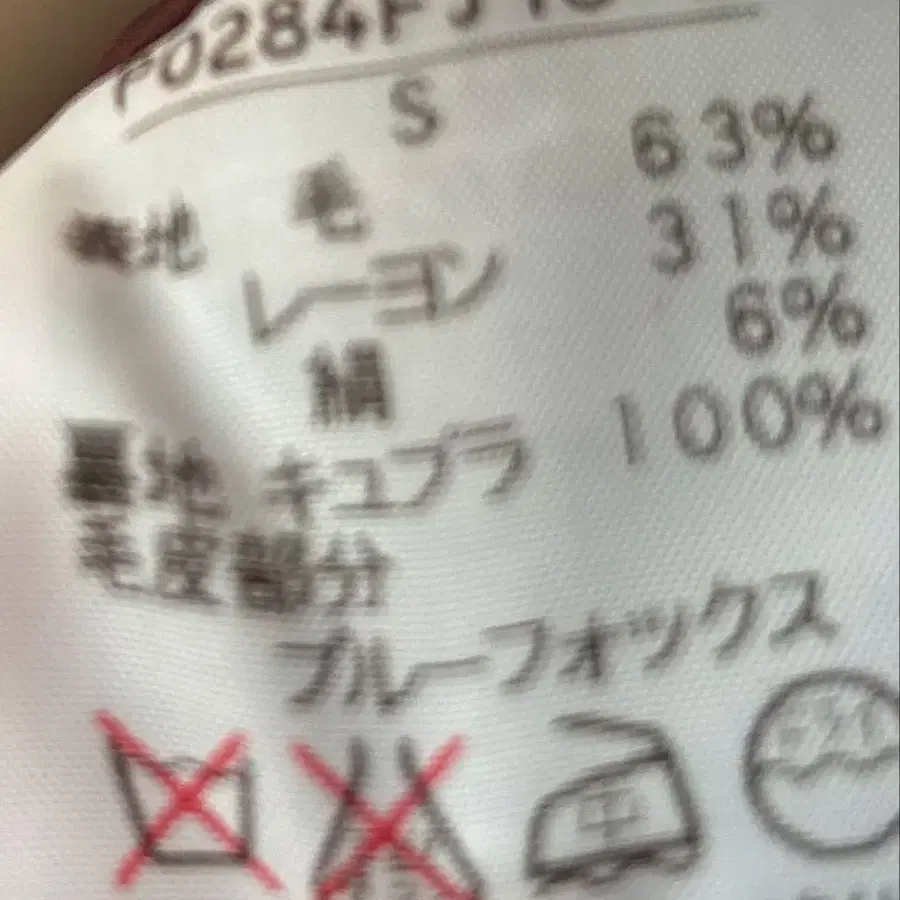 S
表地 毛 63%
レーヨン 31%
絹 6%
裏地 キュプラ 100%
毛皮部分
ブルーフォックス
中